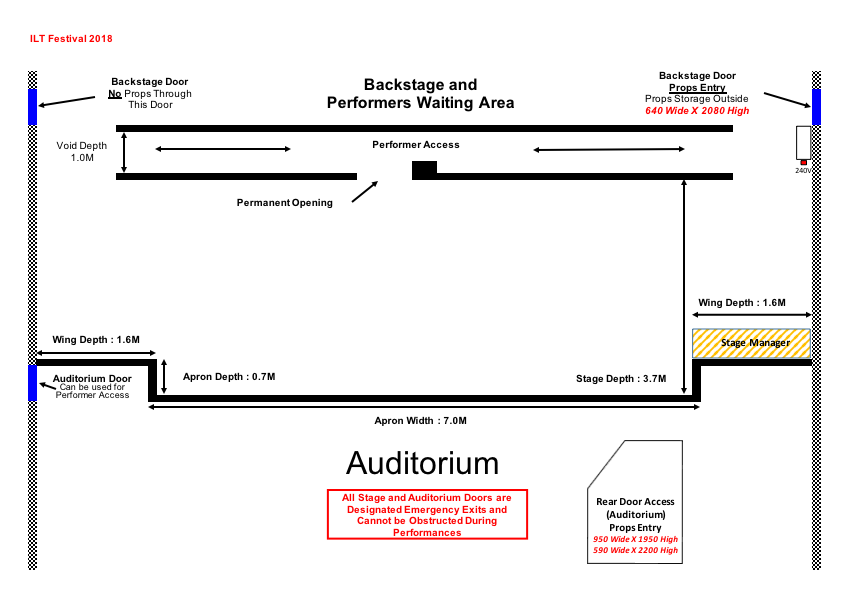 ILT Festival 2018
Backstage Door
No Props Through
This Door
Backstage and
Performers Waiting Area
Backstage Door
Props Entry
Props Storage Outside
640 Wide X 2080 High
Void Depth
1.0M
Performer Access
240V
Permanent Opening
Wing Depth : 1.6M
Stage Manager
Wing Depth : 1.6M
Auditorium Door
Can be used for
Performer Access
Apron Depth : 0.7M
Stage Depth : 3.7M
Apron Width : 7.0M
Auditorium
All Stage and Auditorium Doors are
Designated Emergency Exits and
Cannot be Obstructed During
Performances
Rear Door Access
(Auditorium)
Props Entry
950 Wide X 1950 High
590 Wide X 2200 High